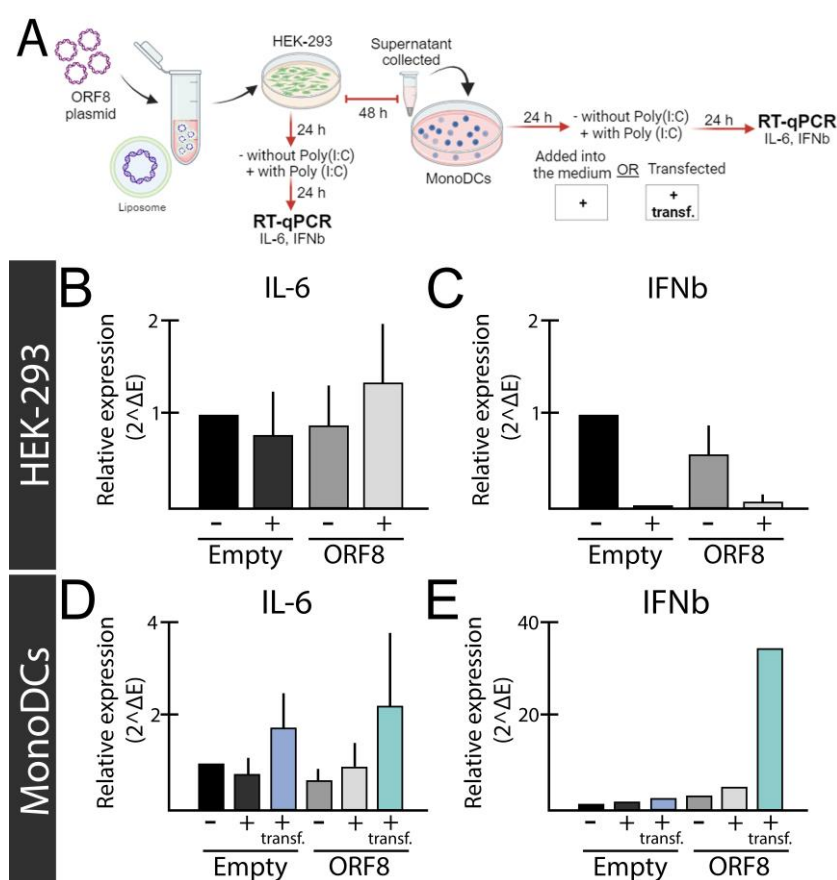 A
ORF8
plasmid
Liposome
HEK-293
48 h
Supernatant
collected
24 h
- without Poly(I:C)
+ with Poly (I:C)
24 h
RT-qPCR
IL-6, IFNb
MonoDCs
24 h
- without Poly(I:C)
+ with Poly (I:C)
24 h
RT-qPCR
IL-6, IFNb
Added into
the medium
OR
Transfected
+
+
transf.
HEK-293
B
IL-6
Relative expression
(2^ΔE)
2
1
- + - +
Empty ORF8
C
IFNb
Relative expression
(2^ΔE)
2
1
- + - +
Empty ORF8
MonoDCs
D
IL-6
Relative expression
(2^ΔE)
4
2
- + + - + +
transf. transf.
Empty ORF8
E
IFNb
Relative expression
(2^ΔE)
40
20
- + + - + +
transf. transf.
Empty ORF8